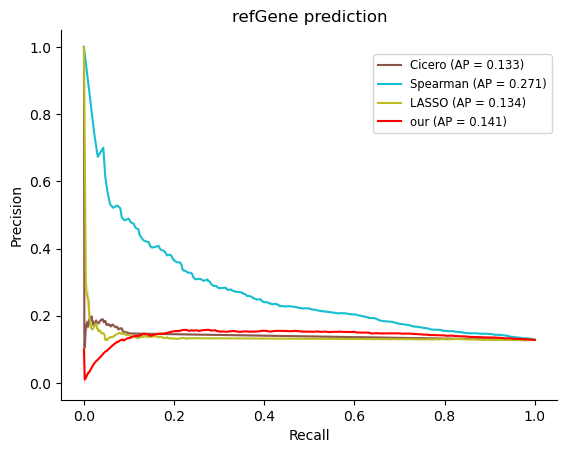 refGene prediction
1.0
0.8
0.6
0.4
0.2
0.0
Precision
Cicero (AP = 0.133)
Spearman (AP = 0.271)
LASSO (AP = 0.134)
our (AP = 0.141)
0.0 0.2 0.4 0.6 0.8 1.0
Recall